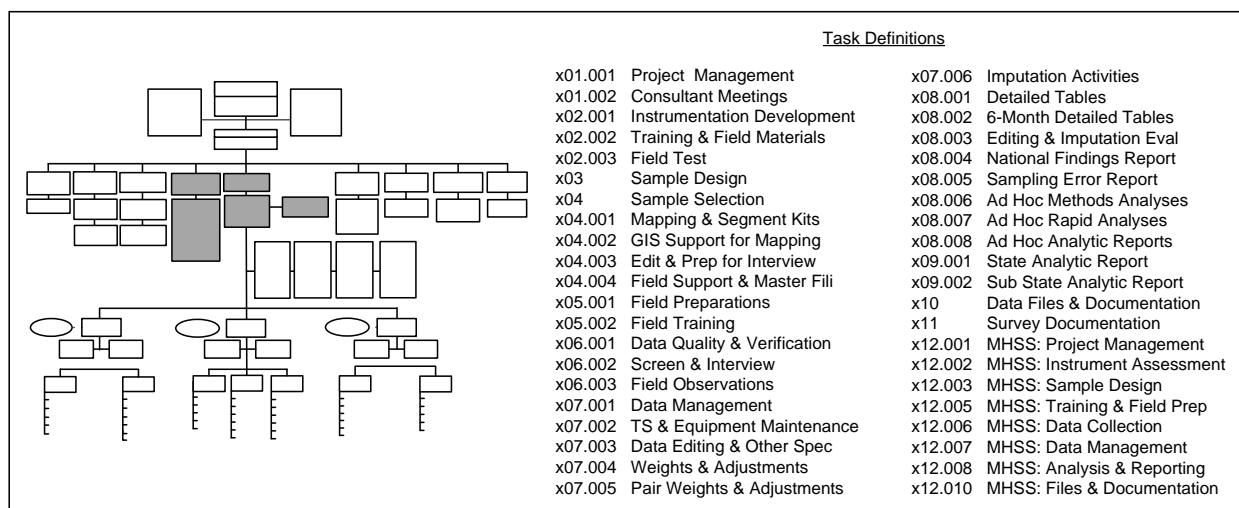 Task Definitions
x01.001 Project Management
x01.002 Consultant Meetings
x02.001 Instrumentation Development
x02.002 Training & Field Materials
x02.003 Field Test
x03 Sample Design
x04 Sample Selection
x04.001 Mapping & Segment Kits
x04.002 GIS Support for Mapping
x04.003 Edit & Prep for Interview
x04.004 Field Support & Master Fili
x05.001 Field Preparations
x05.002 Field Training
x06.001 Data Quality & Verification
x06.002 Screen & Interview
x06.003 Field Observations
x07.001 Data Management
x07.002 TS & Equipment Maintenance
x07.003 Data Editing & Other Spec
x07.004 Weights & Adjustments
x07.005 Pair Weights & Adjustments
x07.006 Imputation Activities
x08.001 Detailed Tables
x08.002 6-Month Detailed Tables
x08.003 Editing & Imputation Eval
x08.004 National Findings Report
x08.005 Sampling Error Report
x08.006 Ad Hoc Methods Analyses
x08.007 Ad Hoc Rapid Analyses
x08.008 Ad Hoc Analytic Reports
x09.001 State Analytic Report
x09.002 Sub State Analytic Report
x10 Data Files & Documentation
x11 Survey Documentation
x12.001 MHSS: Project Management
x12.002 MHSS: Instrument Assessment
x12.003 MHSS: Sample Design
x12.005 MHSS: Training & Field Prep
x12.006 MHSS: Data Collection
x12.007 MHSS: Data Management
x12.008 MHSS: Analysis & Reporting
x12.010 MHSS: Files & Documentation